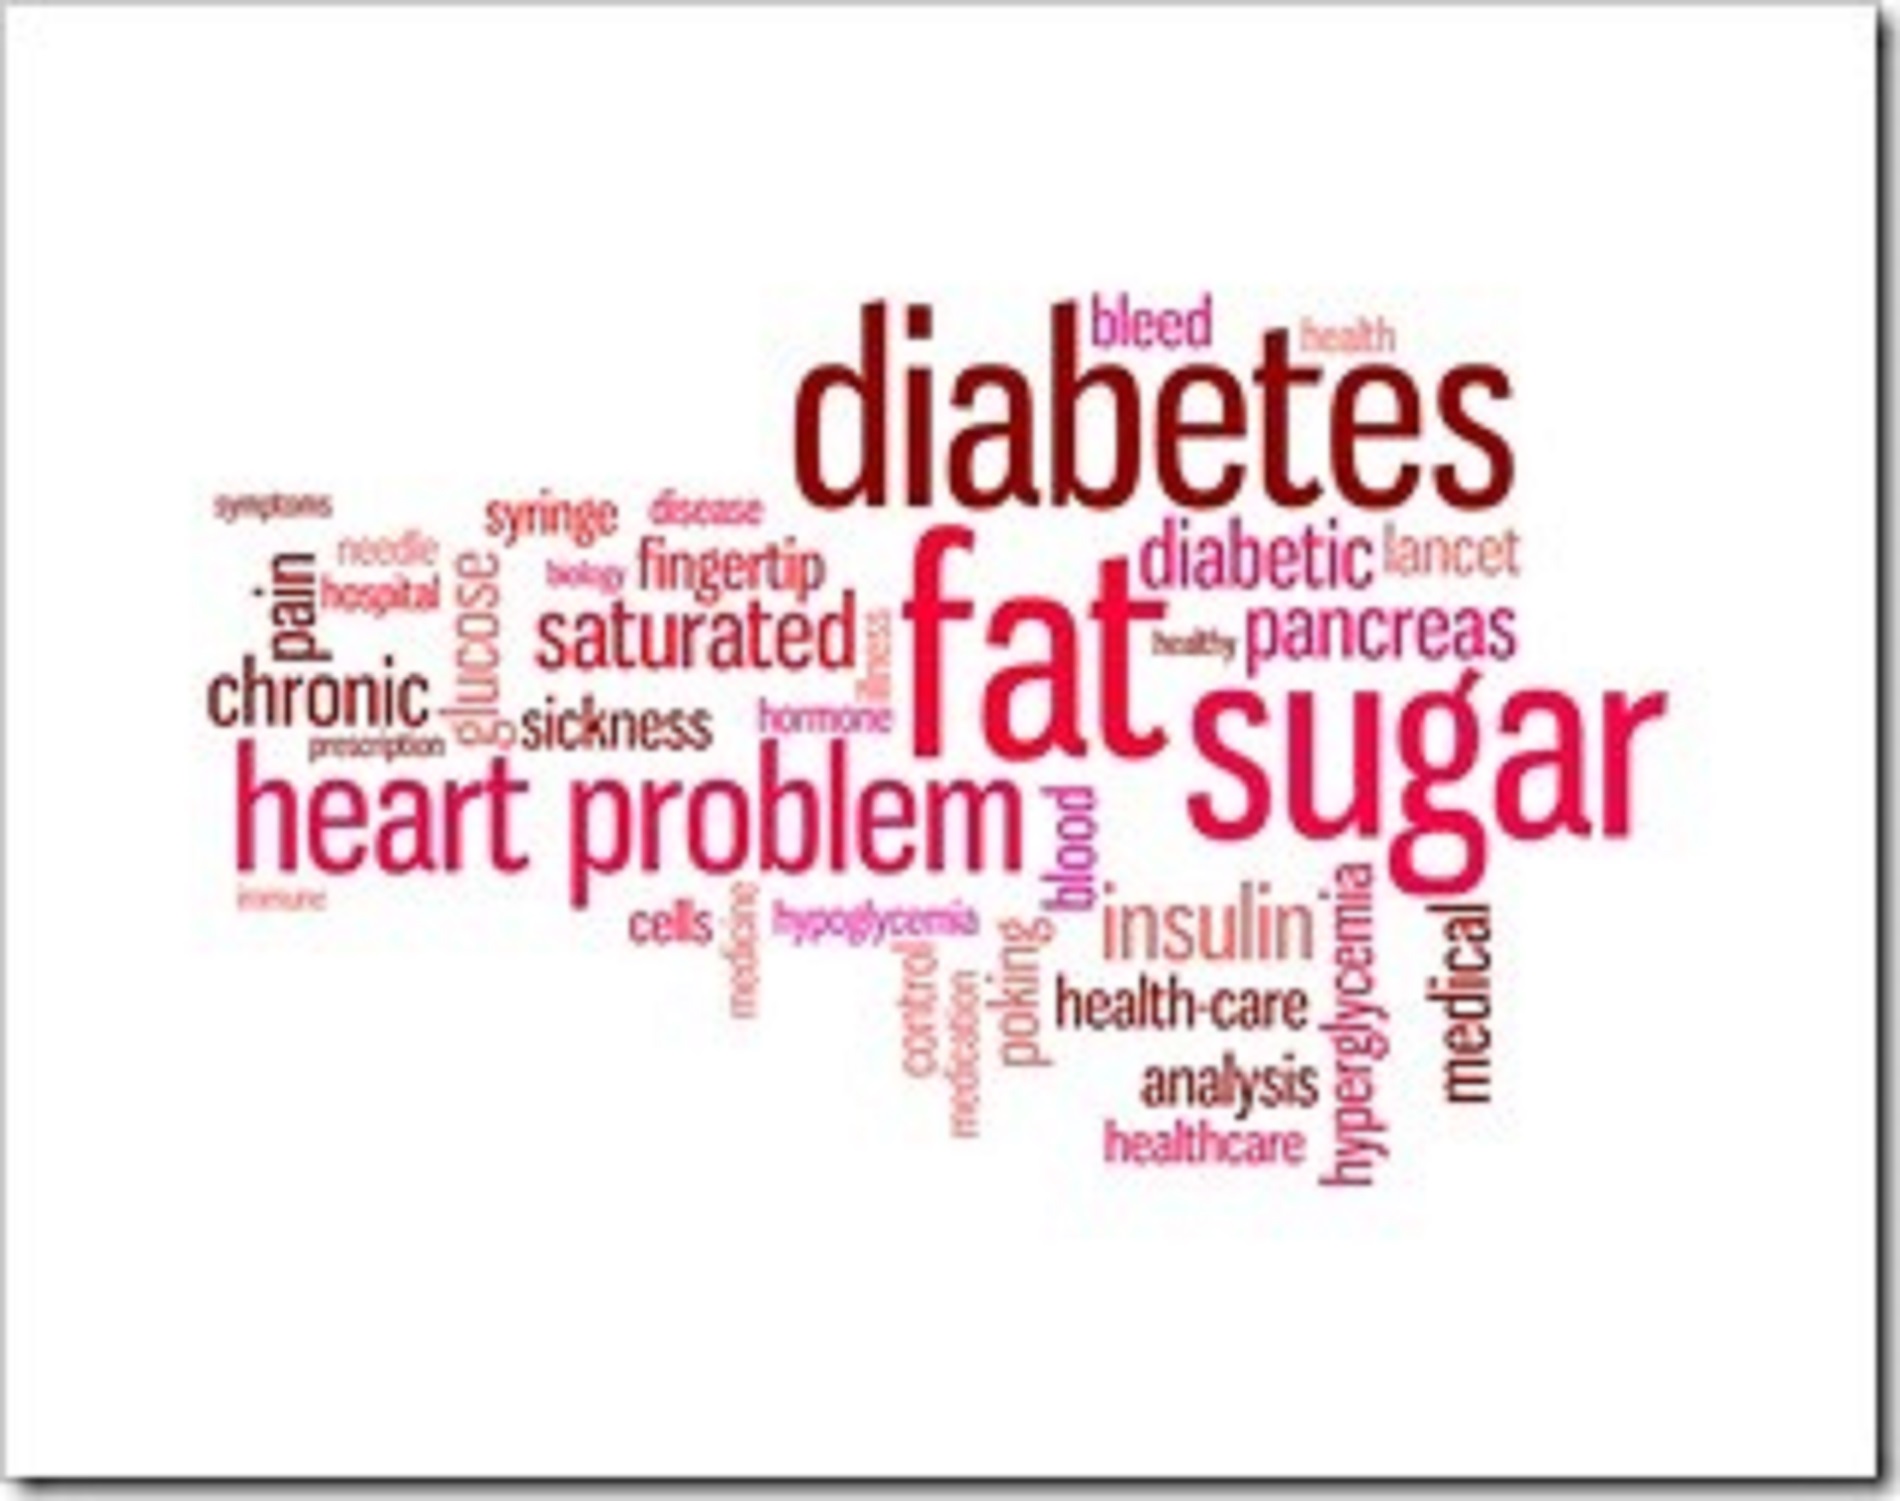 diabetes
bleed
health
symptoms
syringe
disease
diabetic
lancet
needle
fingertip
biology
pain
hospital
glucose
saturated
illness
fat
healthy
pancreas
chronic
sickness
hormone
prescription
sugar
heart problem
blood
immune
cells
medicine
hypoglycemia
insulin
hyperglycemia
medical
control
medication
poking
health-care
analysis
healthcare